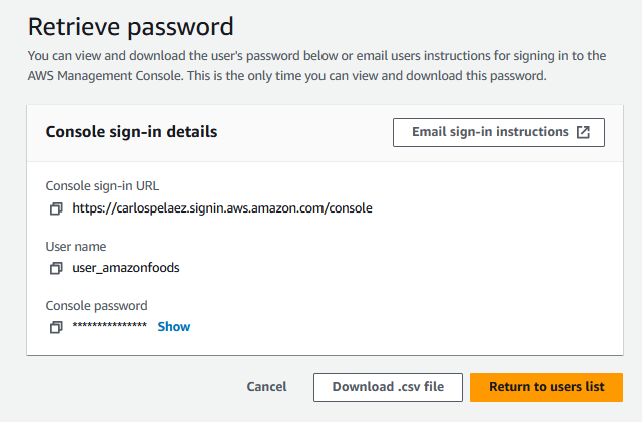 Retrieve password
You can view and download the user's password below or email users instructions for signing in to the
AWS Management Console. This is the only time you can view and download this password.
Console sign-in details
Email sign-in instructions
Console sign-in URL
https://carlospelaez.signin.aws.amazon.com/console
User name
user_amazonfoods
Console password
*************** Show
Cancel
Download .csv file
Return to users list